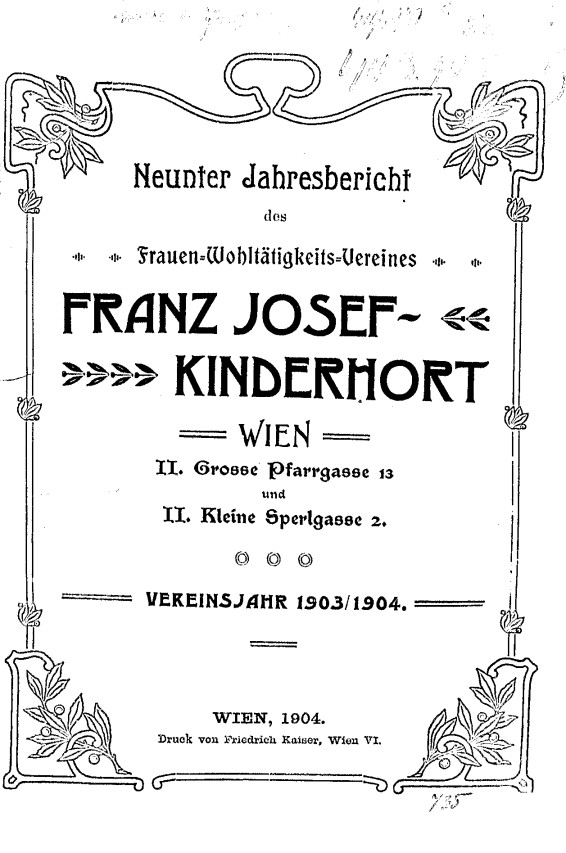 Neunter Jahresbericht
des
Frauen=Wohltätigkeits=Vereines
FRANZ JOSEF-
KINDERHORT
WIEN
II. Grosse Pfarrgasse 13
und
II. Kleine Sperlgasse 2.
VEREINSJAHR 1903/1904.
WIEN, 1904.
Druck von Friedrich Kaiser, Wien VI.
735